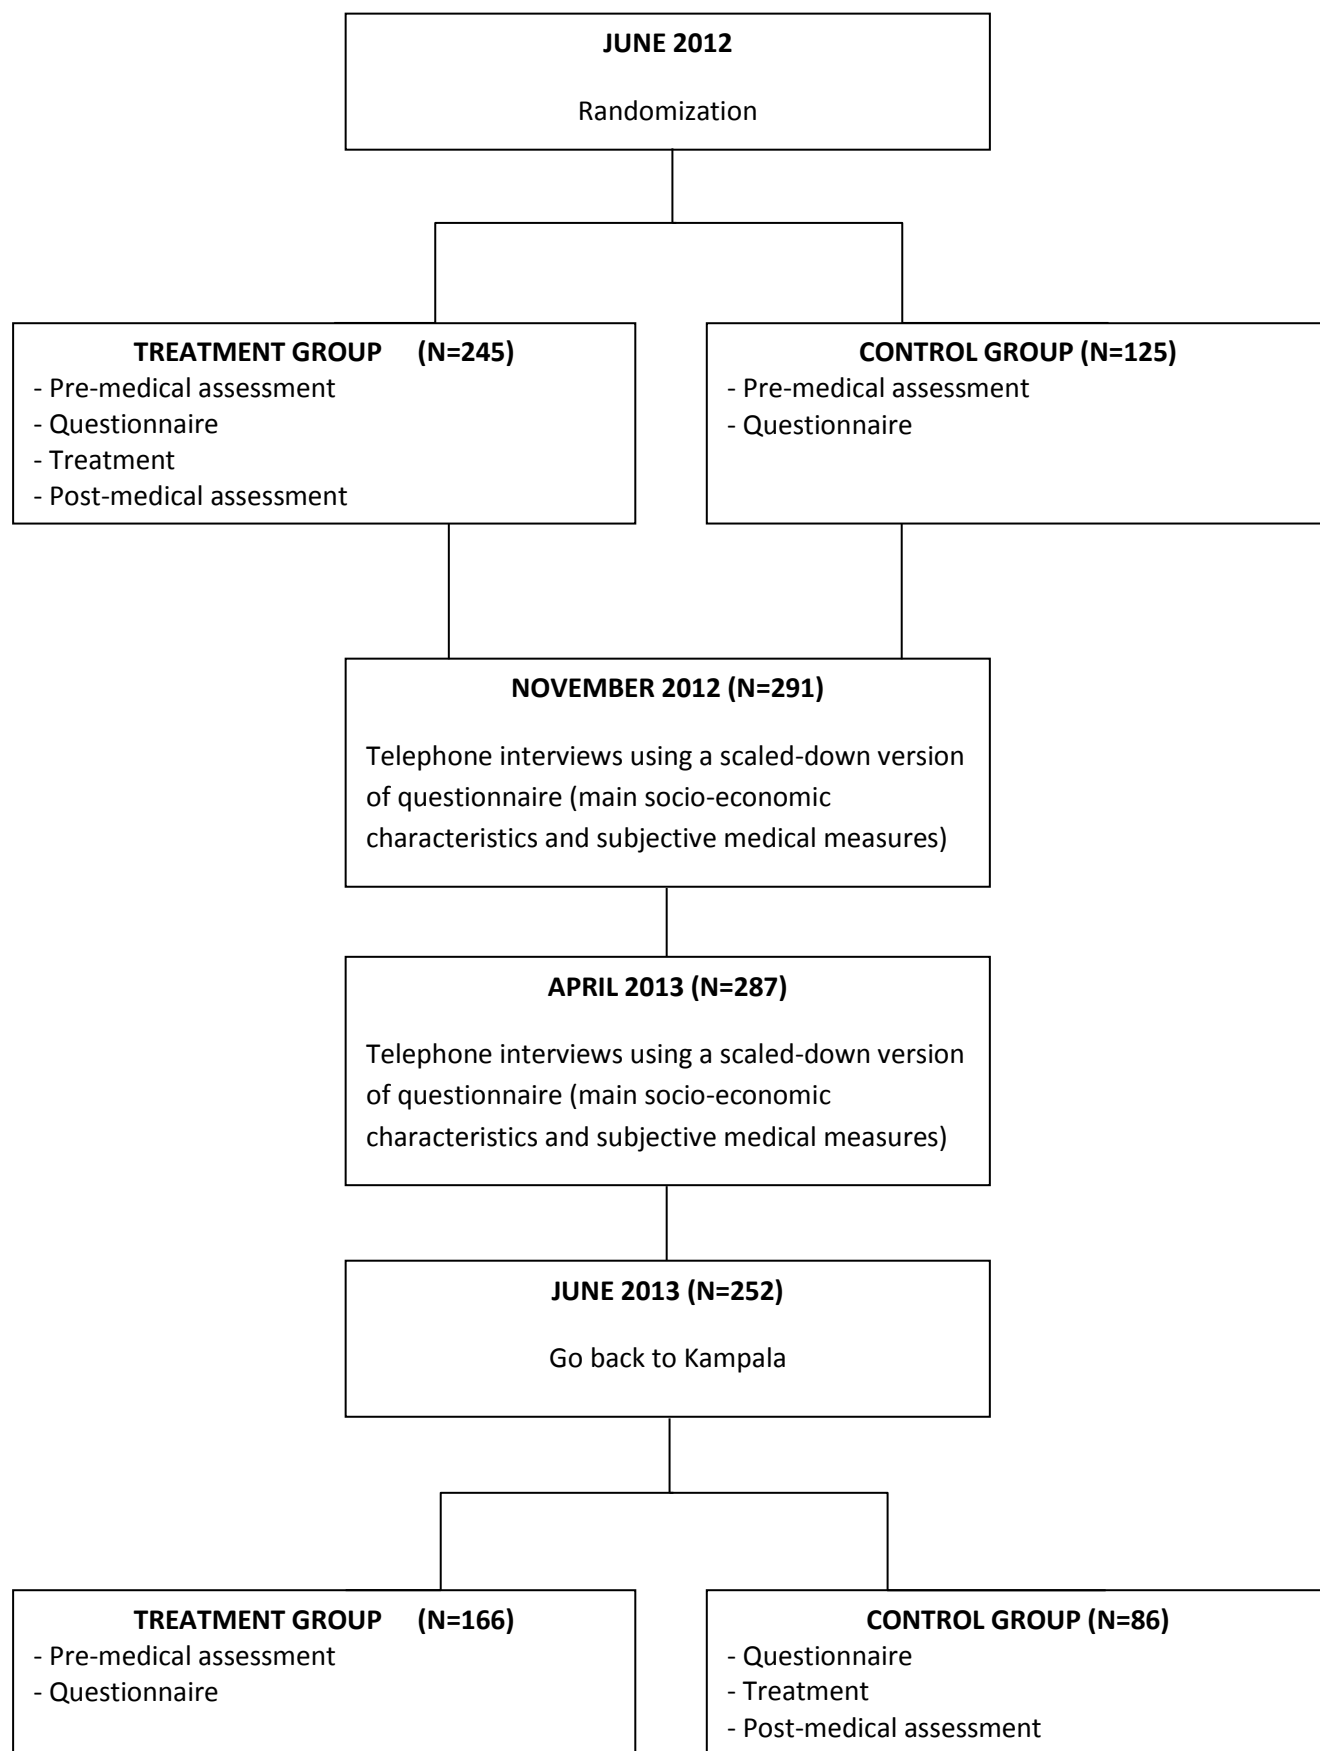 JUNE 2012
Randomization
TREATMENT GROUP (N=245)
- Pre-medical assessment
- Questionnaire
- Treatment
- Post-medical assessment
CONTROL GROUP (N=125)
- Pre-medical assessment
- Questionnaire
NOVEMBER 2012 (N=291)
Telephone interviews using a scaled-down version
of questionnaire (main socio-economic
characteristics and subjective medical measures)
APRIL 2013 (N=287)
Telephone interviews using a scaled-down version
of questionnaire (main socio-economic
characteristics and subjective medical measures)
JUNE 2013 (N=252)
Go back to Kampala
TREATMENT GROUP (N=166)
- Pre-medical assessment
- Questionnaire
CONTROL GROUP (N=86)
- Questionnaire
- Treatment
- Post-medical assessment